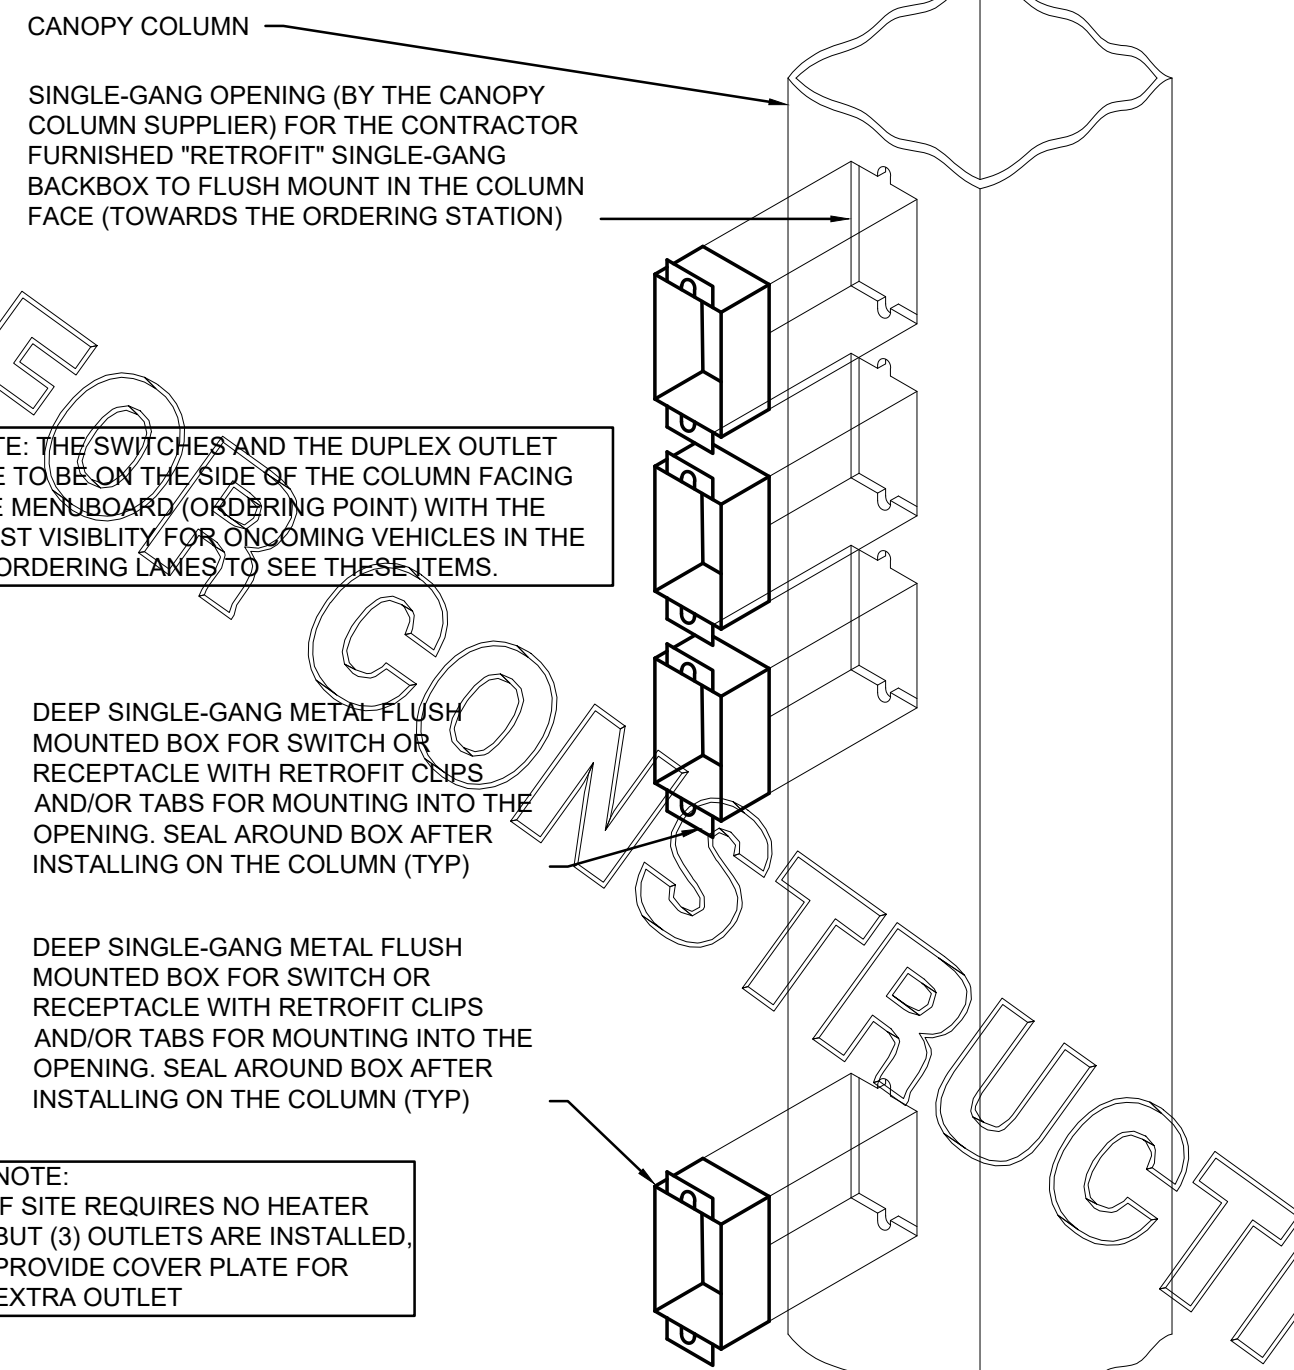 CANOPY COLUMN
SINGLE-GANG OPENING (BY THE CANOPY
COLUMN SUPPLIER) FOR THE CONTRACTOR
FURNISHED "RETROFIT" SINGLE-GANG
BACKBOX TO FLUSH MOUNT IN THE COLUMN
FACE (TOWARDS THE ORDERING STATION)
TE: THE SWITCHES AND THE DUPLEX OUTLET
E TO BE ON THE SIDE OF THE COLUMN FACING
E MENUBOARD (ORDERING POINT) WITH THE
ST VISIBLITY FOR ONCOMING VEHICLES IN THE
ORDERING LANES TO SEE THESE ITEMS.
DEEP SINGLE-GANG METAL FLUSH
MOUNTED BOX FOR SWITCH OR
RECEPTACLE WITH RETROFIT CLIPS
AND/OR TABS FOR MOUNTING INTO THE
OPENING. SEAL AROUND BOX AFTER
INSTALLING ON THE COLUMN (TYP)
DEEP SINGLE-GANG METAL FLUSH
MOUNTED BOX FOR SWITCH OR
RECEPTACLE WITH RETROFIT CLIPS
AND/OR TABS FOR MOUNTING INTO THE
OPENING. SEAL AROUND BOX AFTER
INSTALLING ON THE COLUMN (TYP)
NOTE:
F SITE REQUIRES NO HEATER
BUT (3) OUTLETS ARE INSTALLED,
PROVIDE COVER PLATE FOR
EXTRA OUTLET
FOR CONSTRUCTI